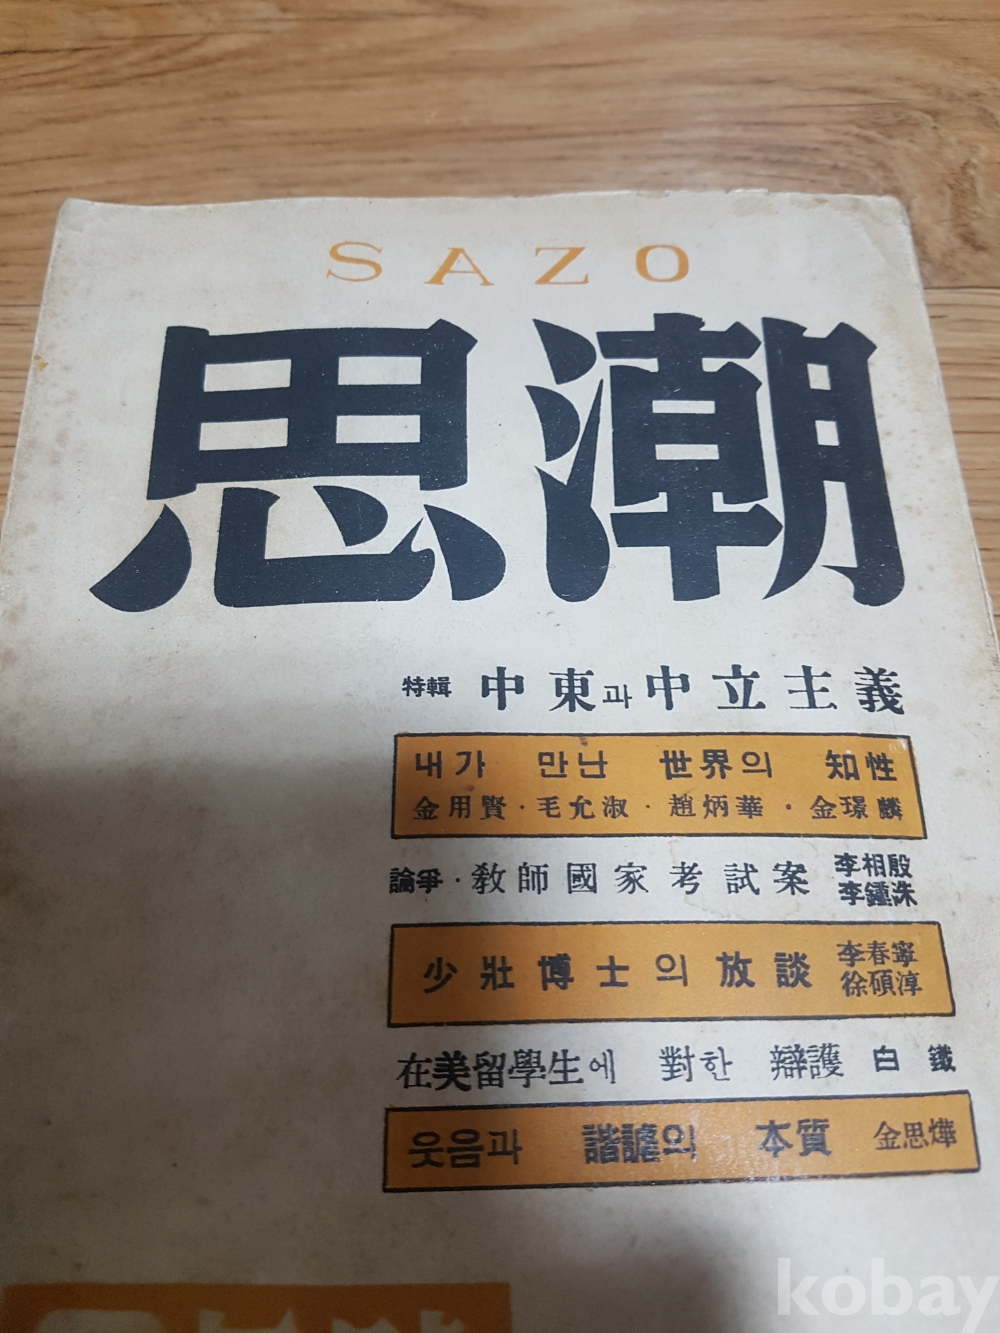 SAZO
思潮
特輯 中東과 中立主義
내가 만난 世界의 知性
金用賢 · 毛允淑 · 趙炳華 · 金璟麟
論爭 · 敎師國家考試案 李相殷 李鍾洙
少壯博士의 放談 李春寧 徐碩淳
在美留學生에 對한 辯護 白鐵
웃음과 諧謔의 本質 金思燁
kobay